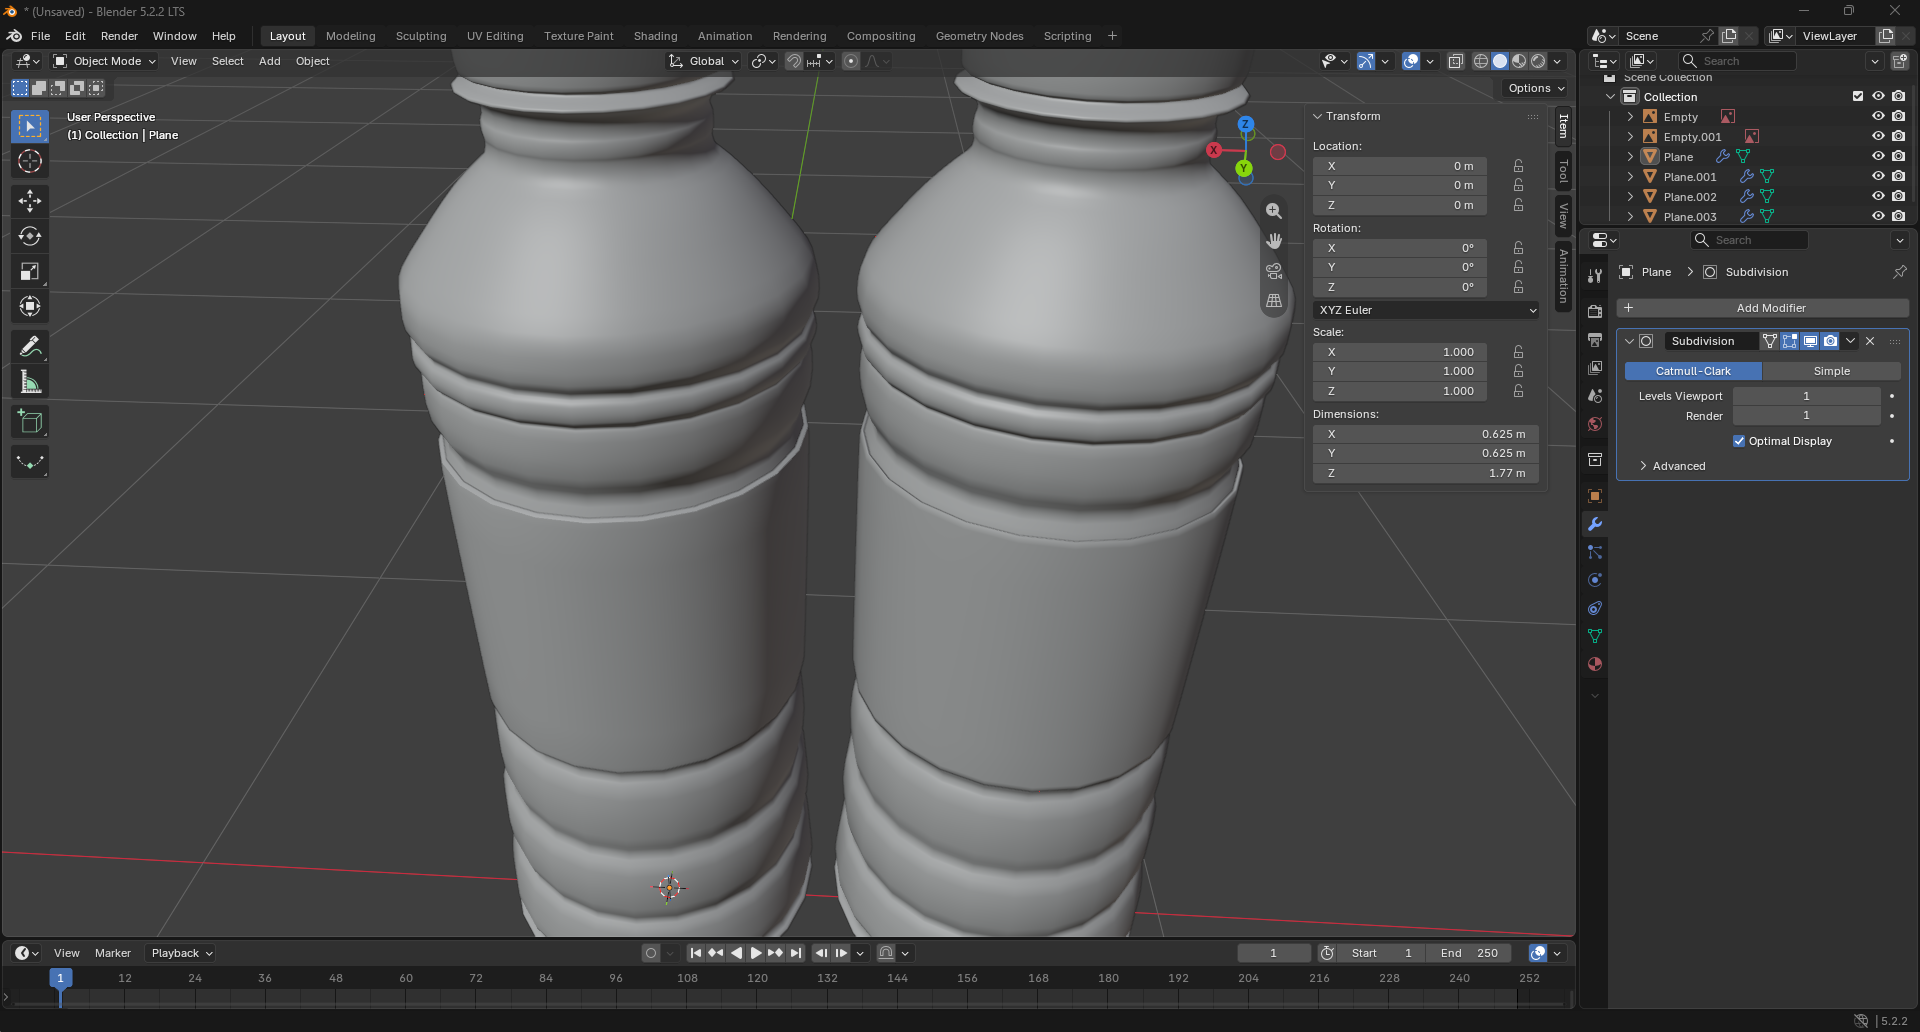 * (Unsaved) - Blender 5.2.2 LTS
File Edit Render Window Help Layout Modeling Sculpting UV Editing Texture Paint Shading Animation Rendering Compositing Geometry Nodes Scripting + Scene ViewLayer
Object Mode View Select Add Object Global Search
Options
User Perspective
(1) Collection | Plane
Scene Collection
Collection
Empty
Empty.001
Plane
Plane.001
Plane.002
Plane.003
Z
X
Y
Item
Tool
View
Animation
Transform
Location:
X 0 m
Y 0 m
Z 0 m
Rotation:
X 0°
Y 0°
Z 0°
XYZ Euler
Scale:
X 1.000
Y 1.000
Z 1.000
Dimensions:
X 0.625 m
Y 0.625 m
Z 1.77 m
Search
Plane Subdivision
+ Add Modifier
Subdivision
Catmull-Clark Simple
Levels Viewport 1
Render 1
Optimal Display
Advanced
View Marker Playback 1 Start 1 End 250
1 12 24 36 48 60 72 84 96 108 120 132 144 156 168 180 192 204 216 228 240 252
5.2.2